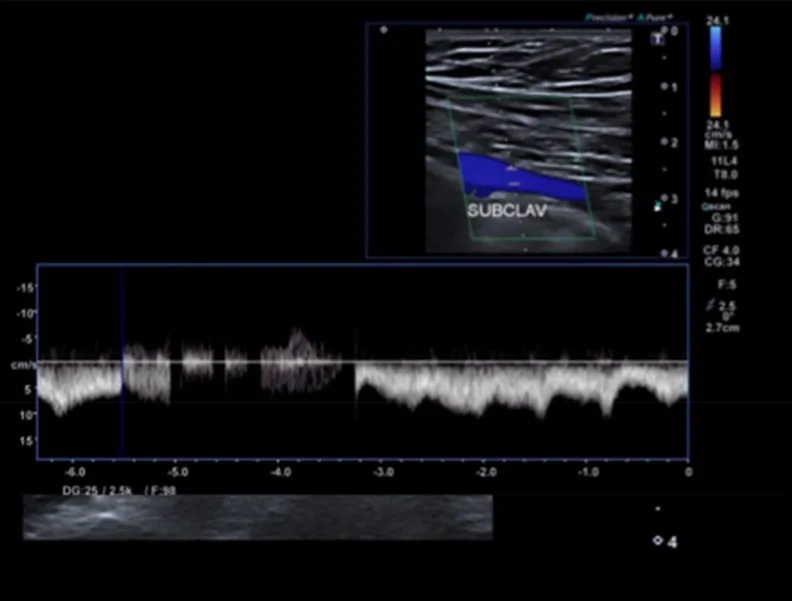 Precision+ A Pure+
T
0
1
2
3
4
SUBCLAV
24.1
24.1
cm/s
MI:1.5
11L4
T8.0
14 fps
Qscan
G:91
DR:65
CF 4.0
CG:34
F:5
2.5
0°
2.7cm
-15
-10
-5
cm/s
5
10
15
-6.0 -5.0 -4.0 -3.0 -2.0 -1.0 0
DG:25 / 2.5k / F:98
4